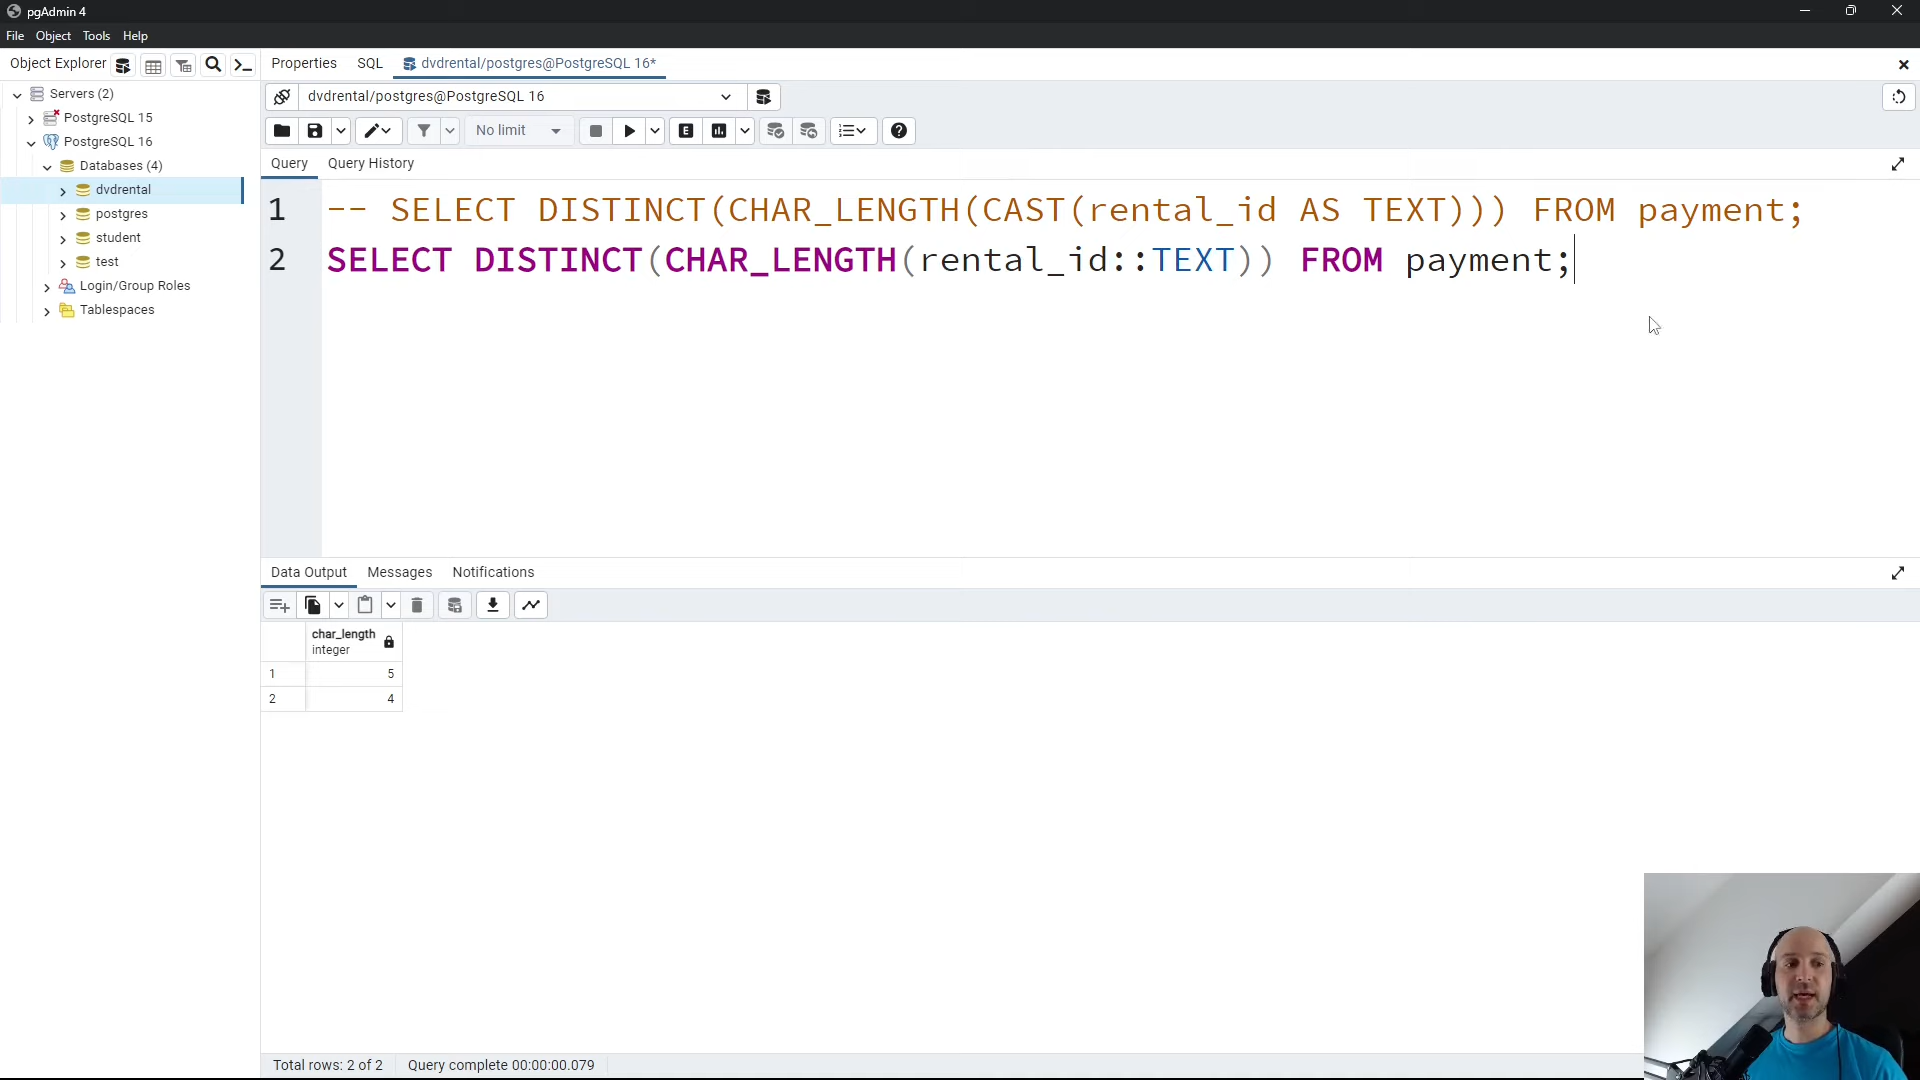 pgAdmin 4
File Object Tools Help
Object Explorer
Properties SQL dvdrental/postgres@PostgreSQL 16*
Servers (2)
PostgreSQL 15
PostgreSQL 16
Databases (4)
dvdrental
postgres
student
test
Login/Group Roles
Tablespaces
dvdrental/postgres@PostgreSQL 16
No limit E
Query Query History
1 -- SELECT DISTINCT(CHAR_LENGTH(CAST(rental_id AS TEXT))) FROM payment;
2 SELECT DISTINCT(CHAR_LENGTH(rental_id::TEXT)) FROM payment;
Data Output Messages Notifications
char_length
integer
1 5
2 4
Total rows: 2 of 2 Query complete 00:00:00.079